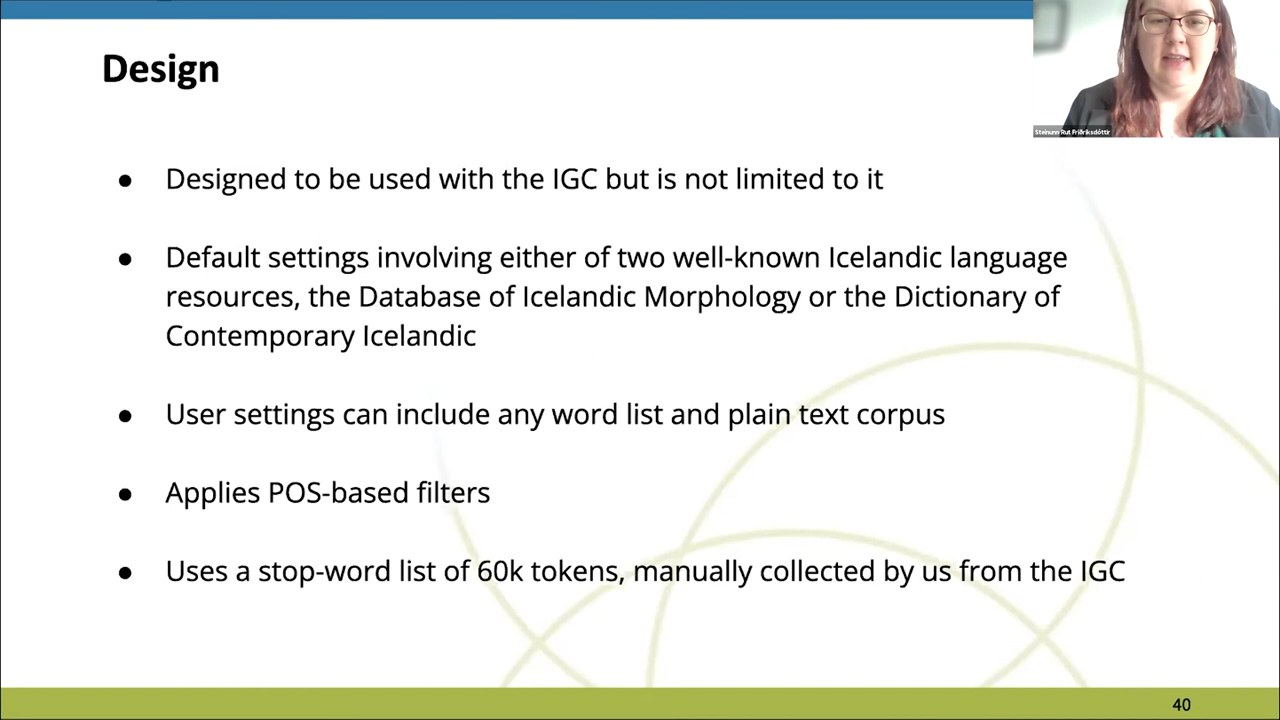 Design
Steinunn Rut Friðriksdóttir
● Designed to be used with the IGC but is not limited to it
● Default settings involving either of two well-known Icelandic language
resources, the Database of Icelandic Morphology or the Dictionary of
Contemporary Icelandic
● User settings can include any word list and plain text corpus
● Applies POS-based filters
● Uses a stop-word list of 60k tokens, manually collected by us from the IGC
40